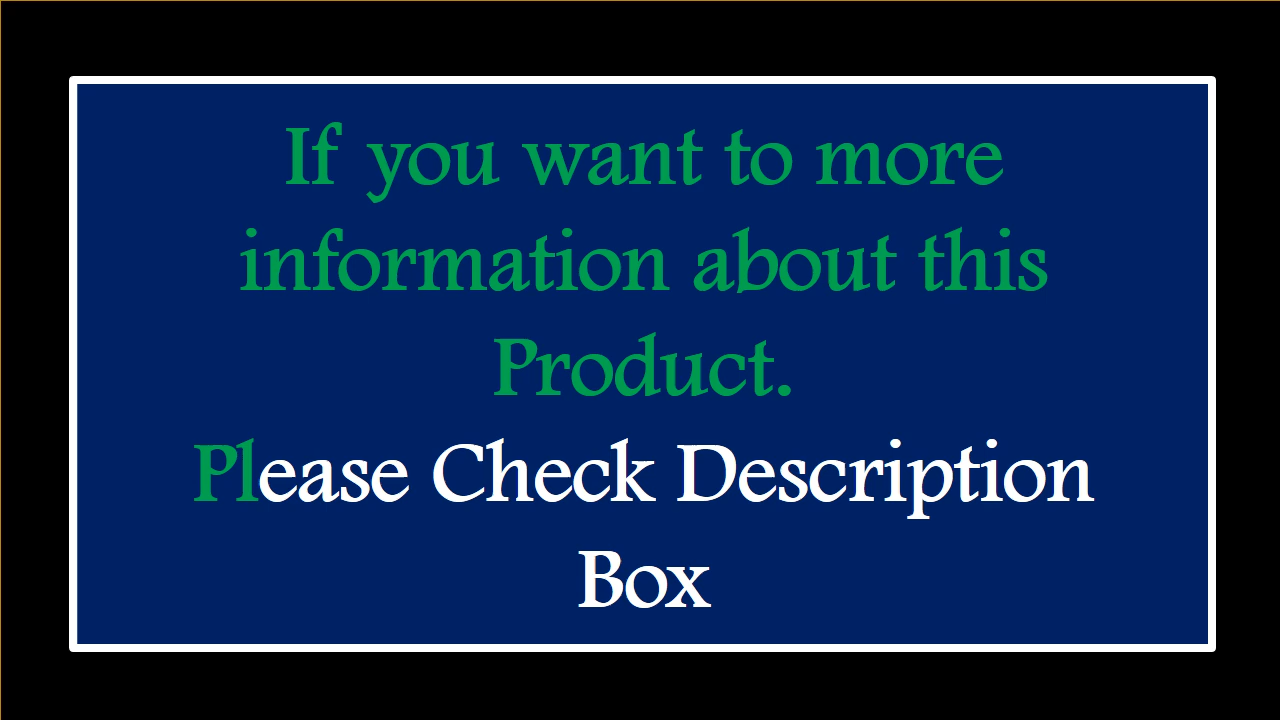 If you want to more
information about this
Product.
Please Check Description
Box